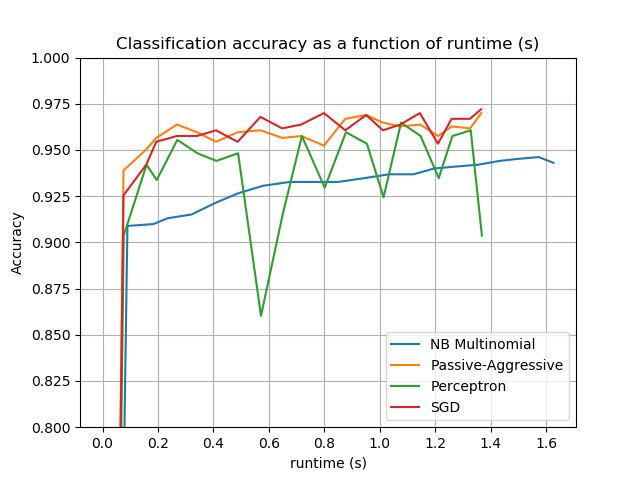 Classification accuracy as a function of runtime (s)
1.000
0.975
0.950
0.925
0.900
0.875
0.850
0.825
0.800
Accuracy
NB Multinomial
Passive-Aggressive
Perceptron
SGD
0.0 0.2 0.4 0.6 0.8 1.0 1.2 1.4 1.6
runtime (s)